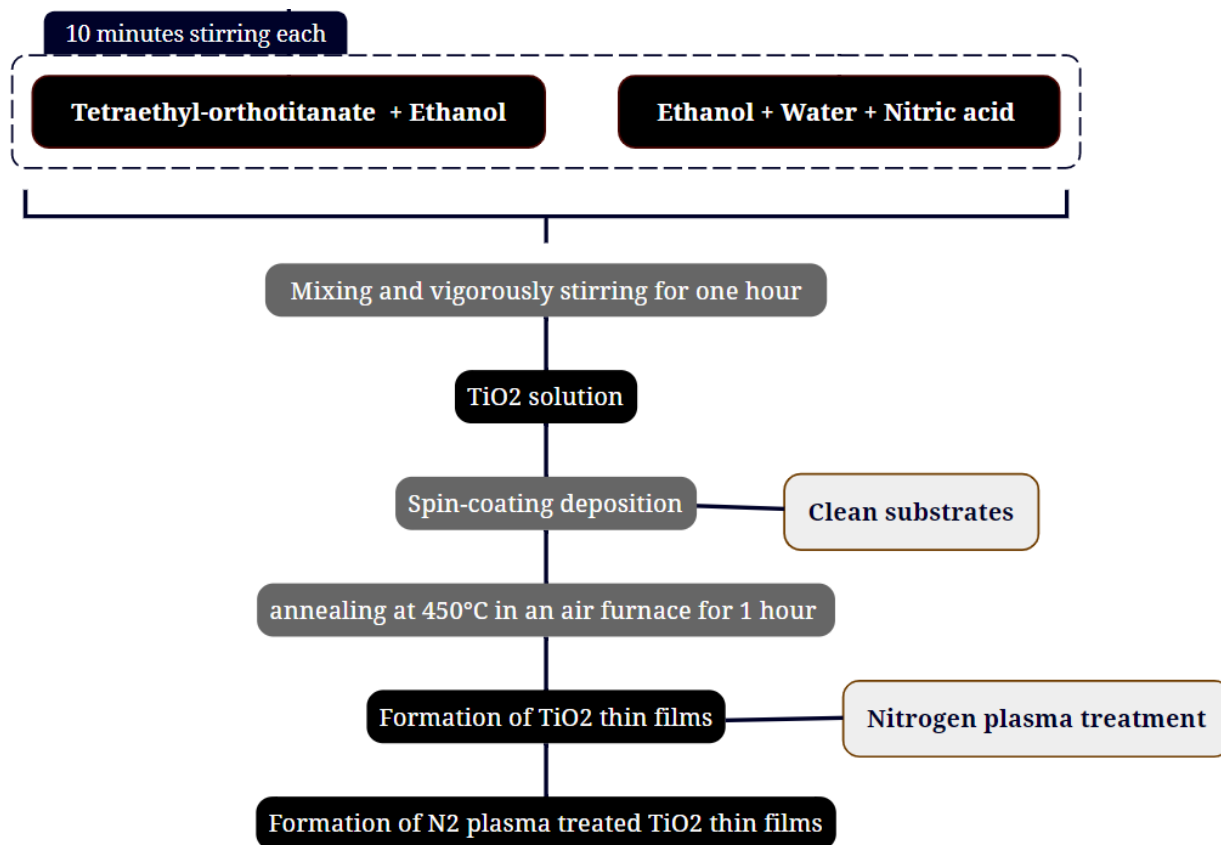 10 minutes stirring each
Tetraethyl-orthotitanate + Ethanol
Ethanol + Water + Nitric acid
Mixing and vigorously stirring for one hour
TiO2 solution
Spin-coating deposition
Clean substrates
annealing at 450°C in an air furnace for 1 hour
Formation of TiO2 thin films
Nitrogen plasma treatment
Formation of N2 plasma treated TiO2 thin films